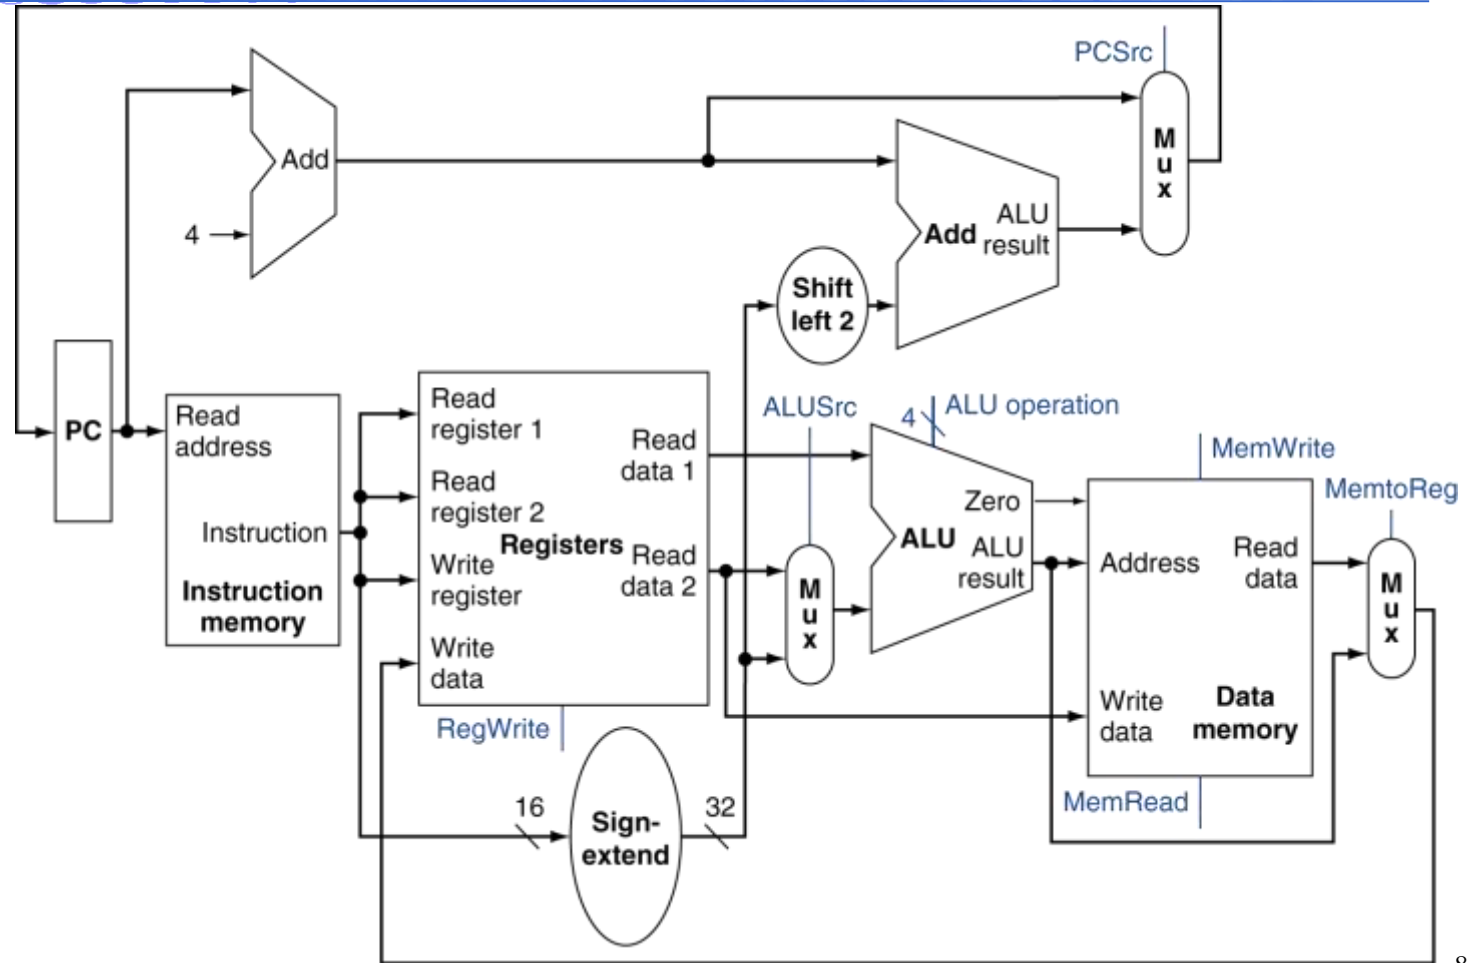 PCSrc
M
u
x
Add
4
ALU
result
Add
Shift
left 2
PC
Read
address
Instruction
Instruction
memory
Read
register 1
Read
register 2
Write
register
Write
data
Registers
Read
data 1
Read
data 2
RegWrite
16
Sign-
extend
32
ALUSrc
M
u
x
4
ALU operation
Zero
ALU
ALU
result
MemWrite
Address
Read
data
Write
data
Data
memory
MemRead
MemtoReg
M
u
x